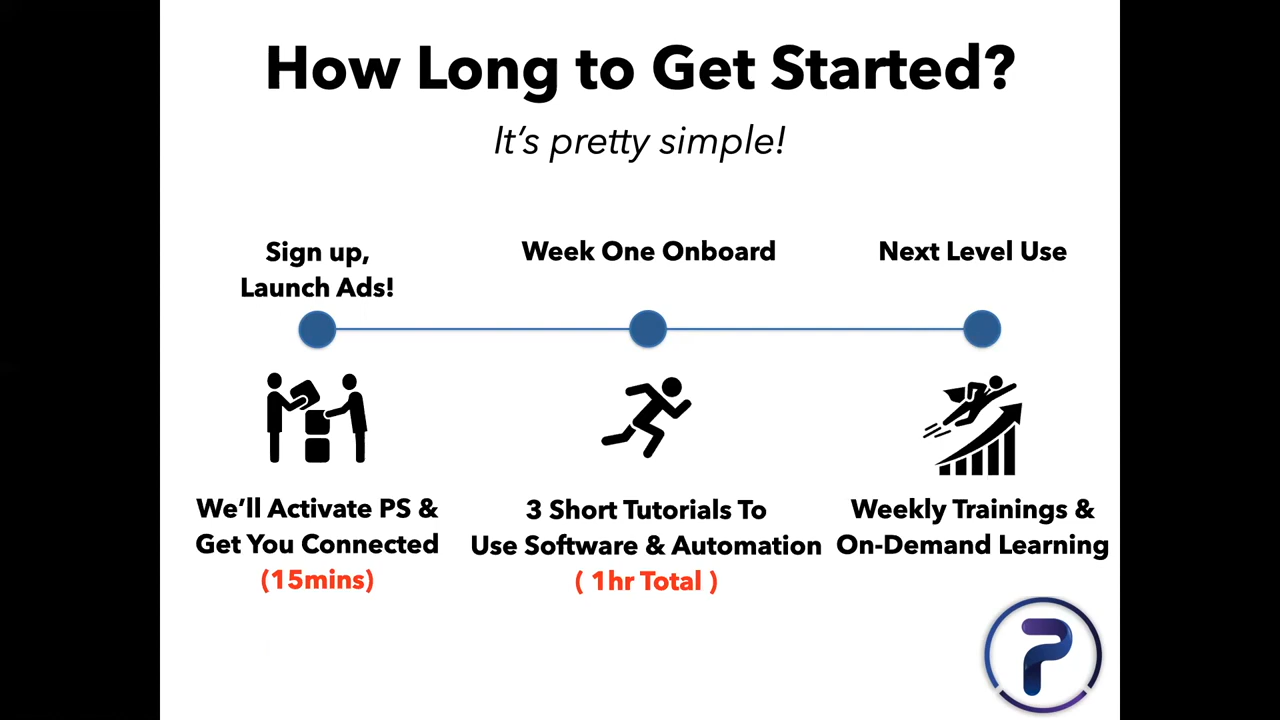 How Long to Get Started?
It's pretty simple!
Sign up,
Launch Ads!
Week One Onboard
Next Level Use
We'll Activate PS &
Get You Connected
(15mins)
3 Short Tutorials To
Use Software & Automation
( 1hr Total )
Weekly Trainings &
On-Demand Learning
P